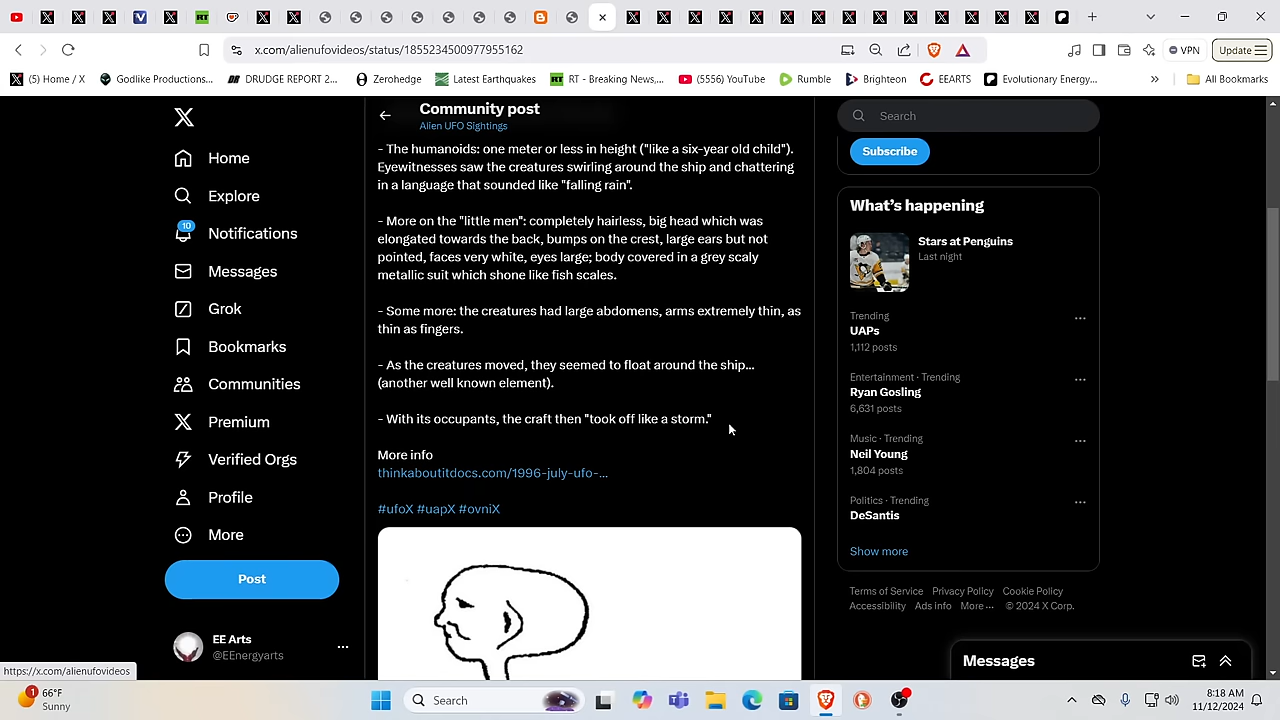 x.com/alienufovideos/status/1855234500977955162
VPN
Update
(5) Home / X
Godlike Productions...
DRUDGE REPORT 2...
Zerohedge
Latest Earthquakes
RT - Breaking News,...
(5556) YouTube
Rumble
Brighteon
EEARTS
Evolutionary Energy...
»
All Bookmarks
Home
Explore
10
Notifications
Messages
Grok
Bookmarks
Communities
Premium
Verified Orgs
Profile
More
Post
EE Arts
@EEnergyarts
Community post
Alien UFO Sightings
- The humanoids: one meter or less in height ("like a six-year old child").
Eyewitnesses saw the creatures swirling around the ship and chattering
in a language that sounded like "falling rain".
- More on the "little men": completely hairless, big head which was
elongated towards the back, bumps on the crest, large ears but not
pointed, faces very white, eyes large; body covered in a grey scaly
metallic suit which shone like fish scales.
- Some more: the creatures had large abdomens, arms extremely thin, as
thin as fingers.
- As the creatures moved, they seemed to float around the ship...
(another well known element).
- With its occupants, the craft then "took off like a storm."
More info
thinkaboutitdocs.com/1996-july-ufo-...
#ufoX #uapX #ovniX
Search
Subscribe
What's happening
Stars at Penguins
Last night
Trending
UAPs
1,112 posts
Entertainment · Trending
Ryan Gosling
6,631 posts
Music · Trending
Neil Young
1,804 posts
Politics · Trending
DeSantis
Show more
Terms of Service Privacy Policy Cookie Policy
Accessibility Ads info More ... © 2024 X Corp.
Messages
https://x.com/alienufovideos
1
66°F
Sunny
Search
8:18 AM
11/12/2024